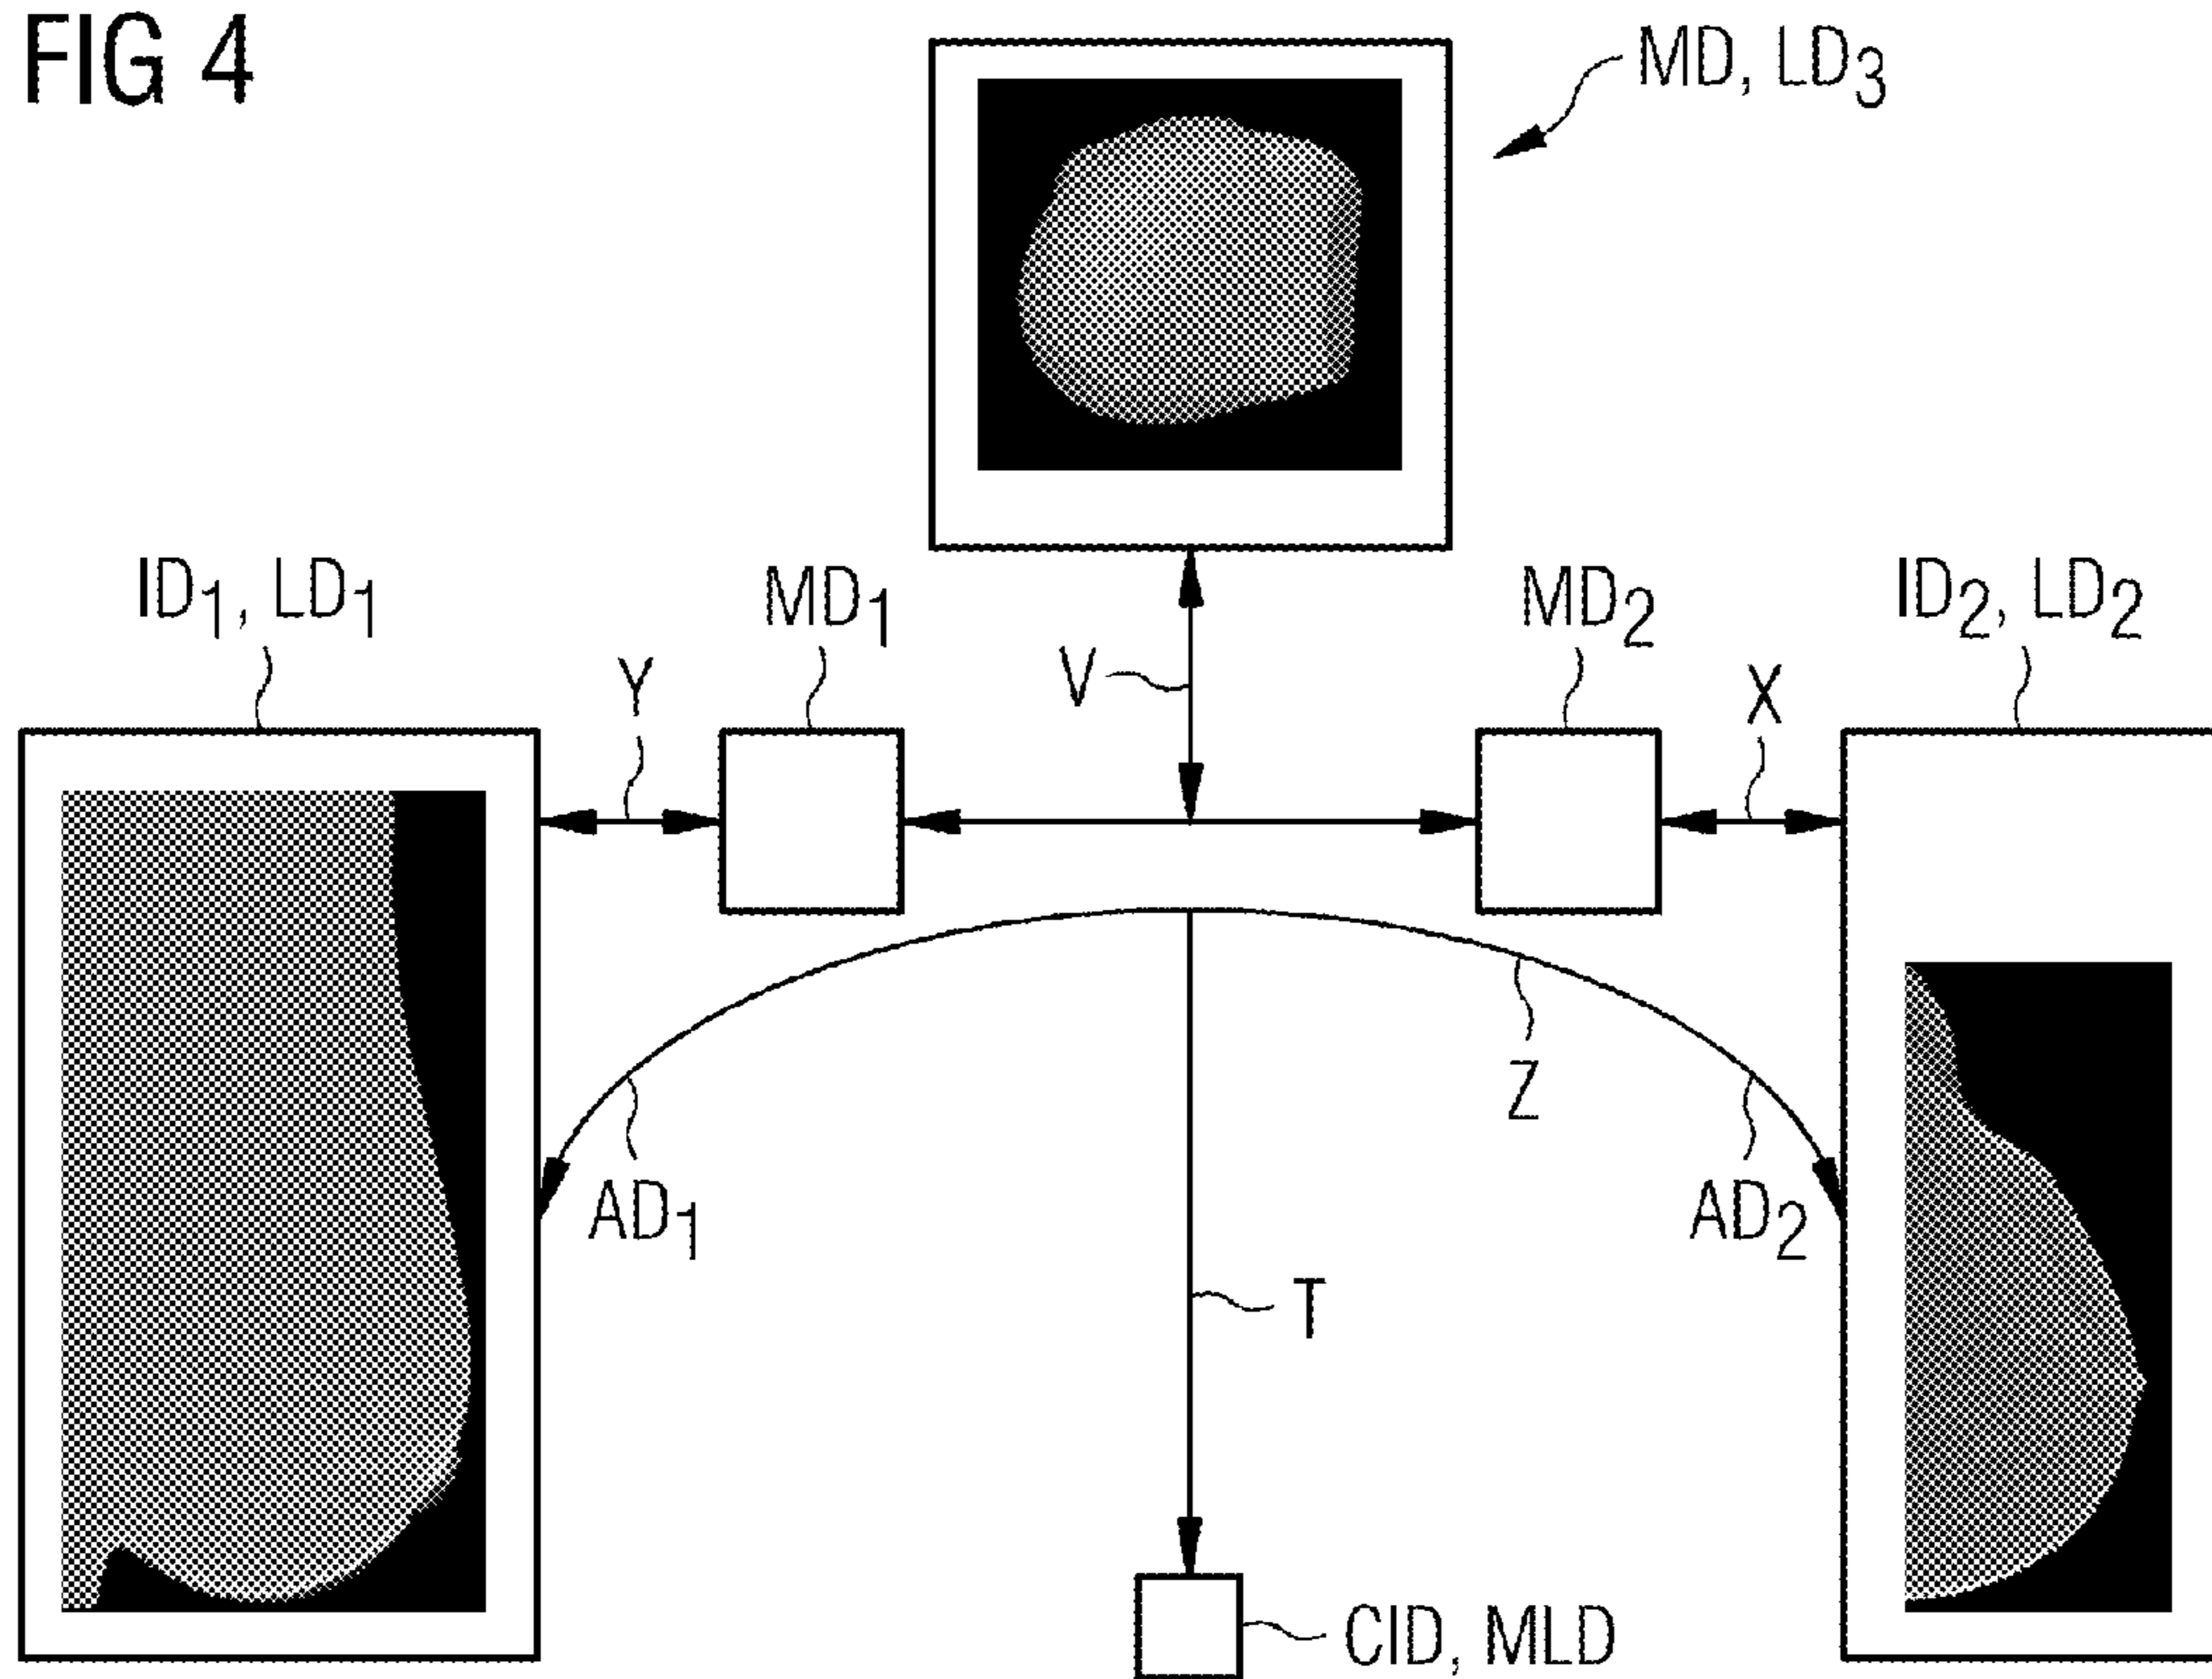 FIG 4
MD, LD₃
ID₁, LD₁
MD₁
MD₂
ID₂, LD₂
Y
V
X
Z
AD₁
AD₂
T
CID, MLD